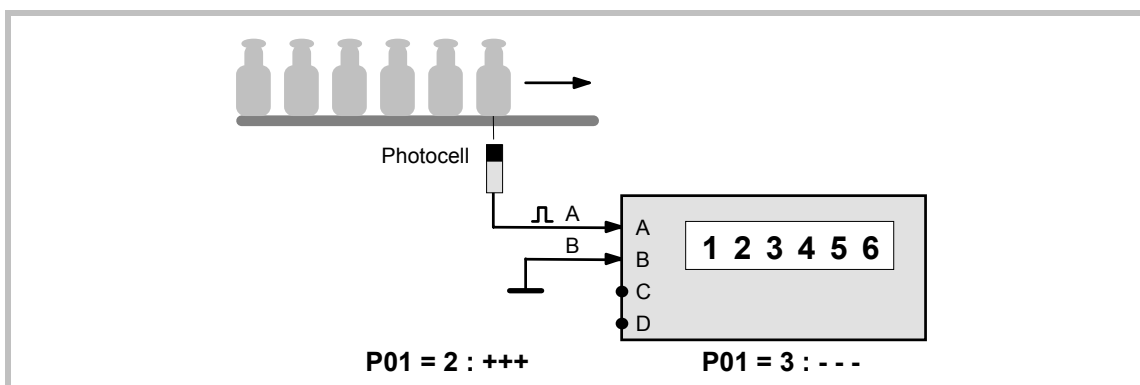 Photocell
A
A
1 2 3 4 5 6
B
B
C
D
P01 = 2 : +++
P01 = 3 : - - -